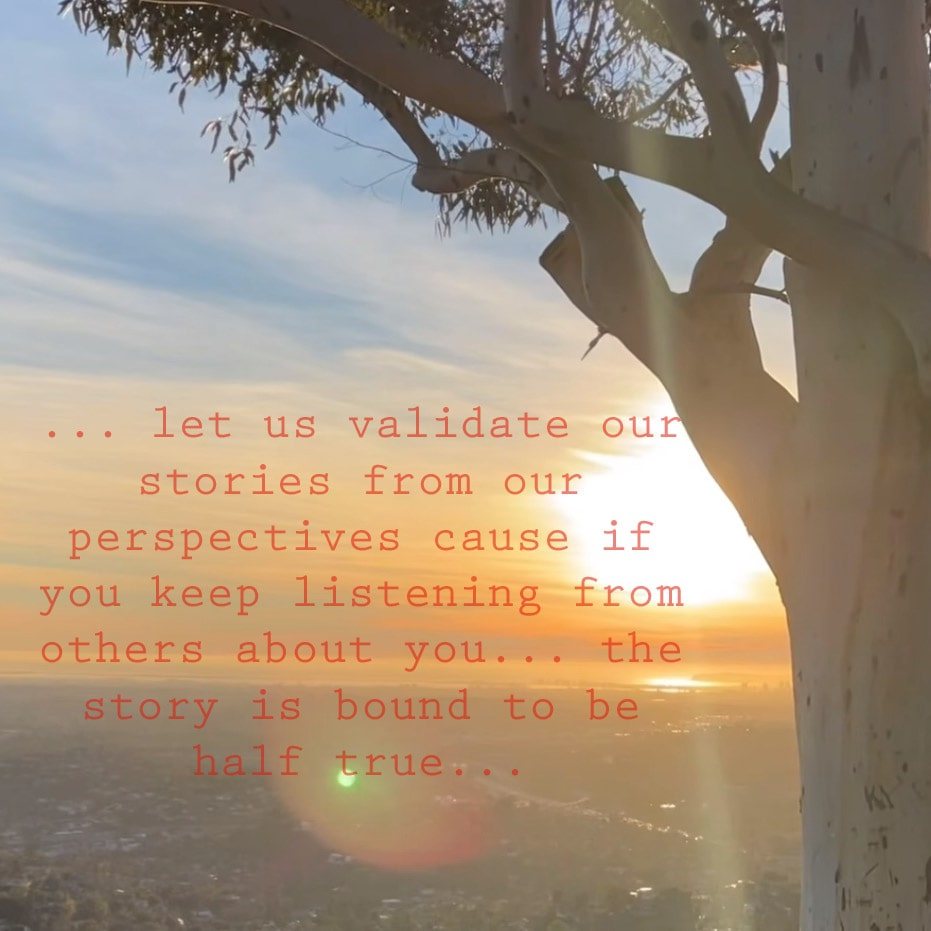 ... let us validate our
stories from our
perspectives cause if
you keep listening from
others about you... the
story is bound to be
half true...